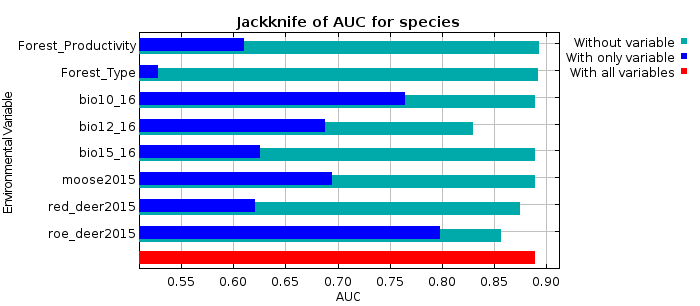 Jackknife of AUC for species
Environmental Variable
Forest_Productivity
Forest_Type
bio10_16
bio12_16
bio15_16
moose2015
red_deer2015
roe_deer2015
0.55 0.60 0.65 0.70 0.75 0.80 0.85 0.90
AUC
Without variable
With only variable
With all variables